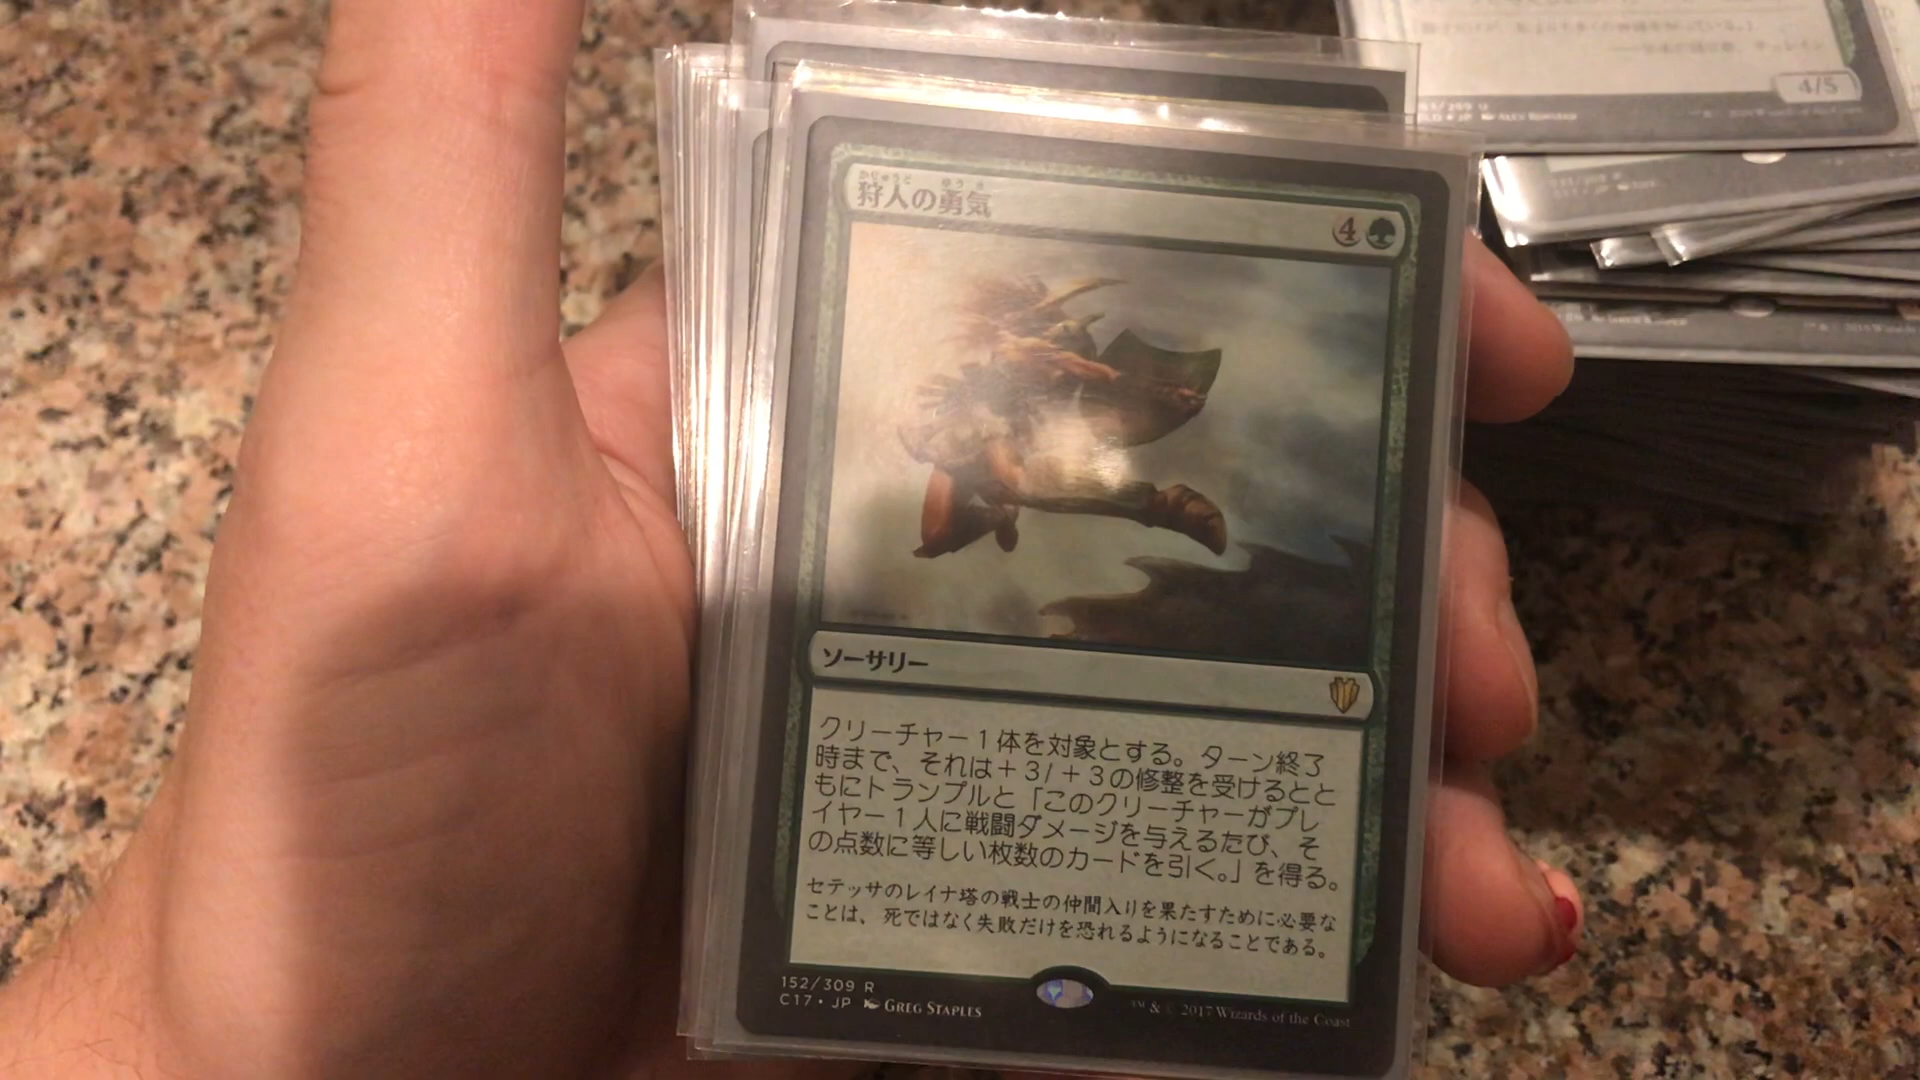 狩人の勇気
かりゅうど ゆうき
4
ソーサリー
クリーチャー1体を対象とする。ターン終了
時まで、それは+3/+3の修整を受けるとと
もにトランプルと「このクリーチャーがプレ
イヤー1人に戦闘ダメージを与えるたび、そ
の点数に等しい枚数のカードを引く。」を得る。
セテッサのレイナ塔の戦士の仲間入りを果たすために必要な
ことは、死ではなく失敗だけを恐れるようになることである。
152/309 R
C17・JP GREG STAPLES
™ & © 2017 Wizards of the Coast
4/5